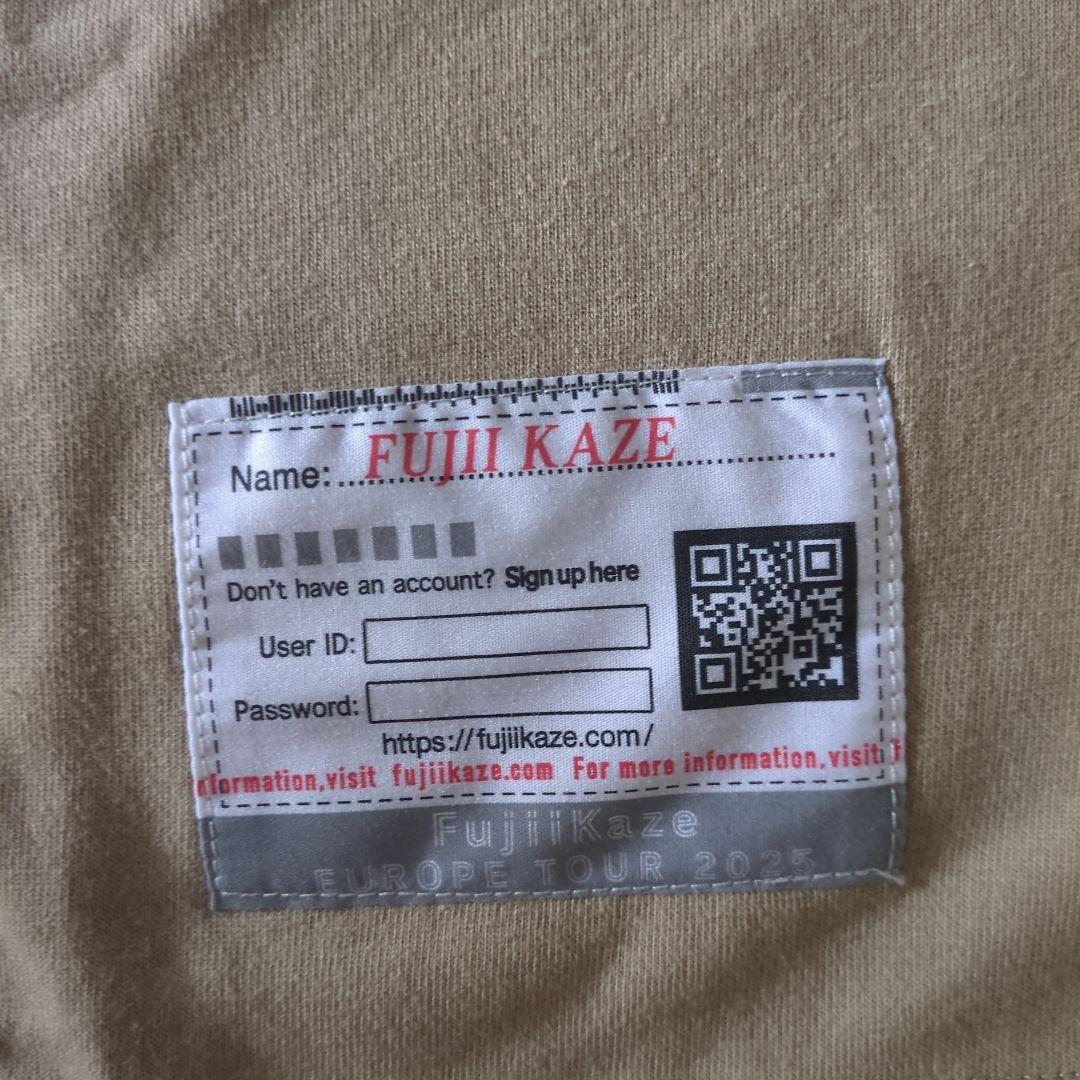 Name: FUJII KAZE
Don't have an account? Sign up here
User ID:
Password:
https://fujiikaze.com/
nformation,visit fujiikaze.com For more information,visit: f
FujiiKaze
EUROPE TOUR 2025